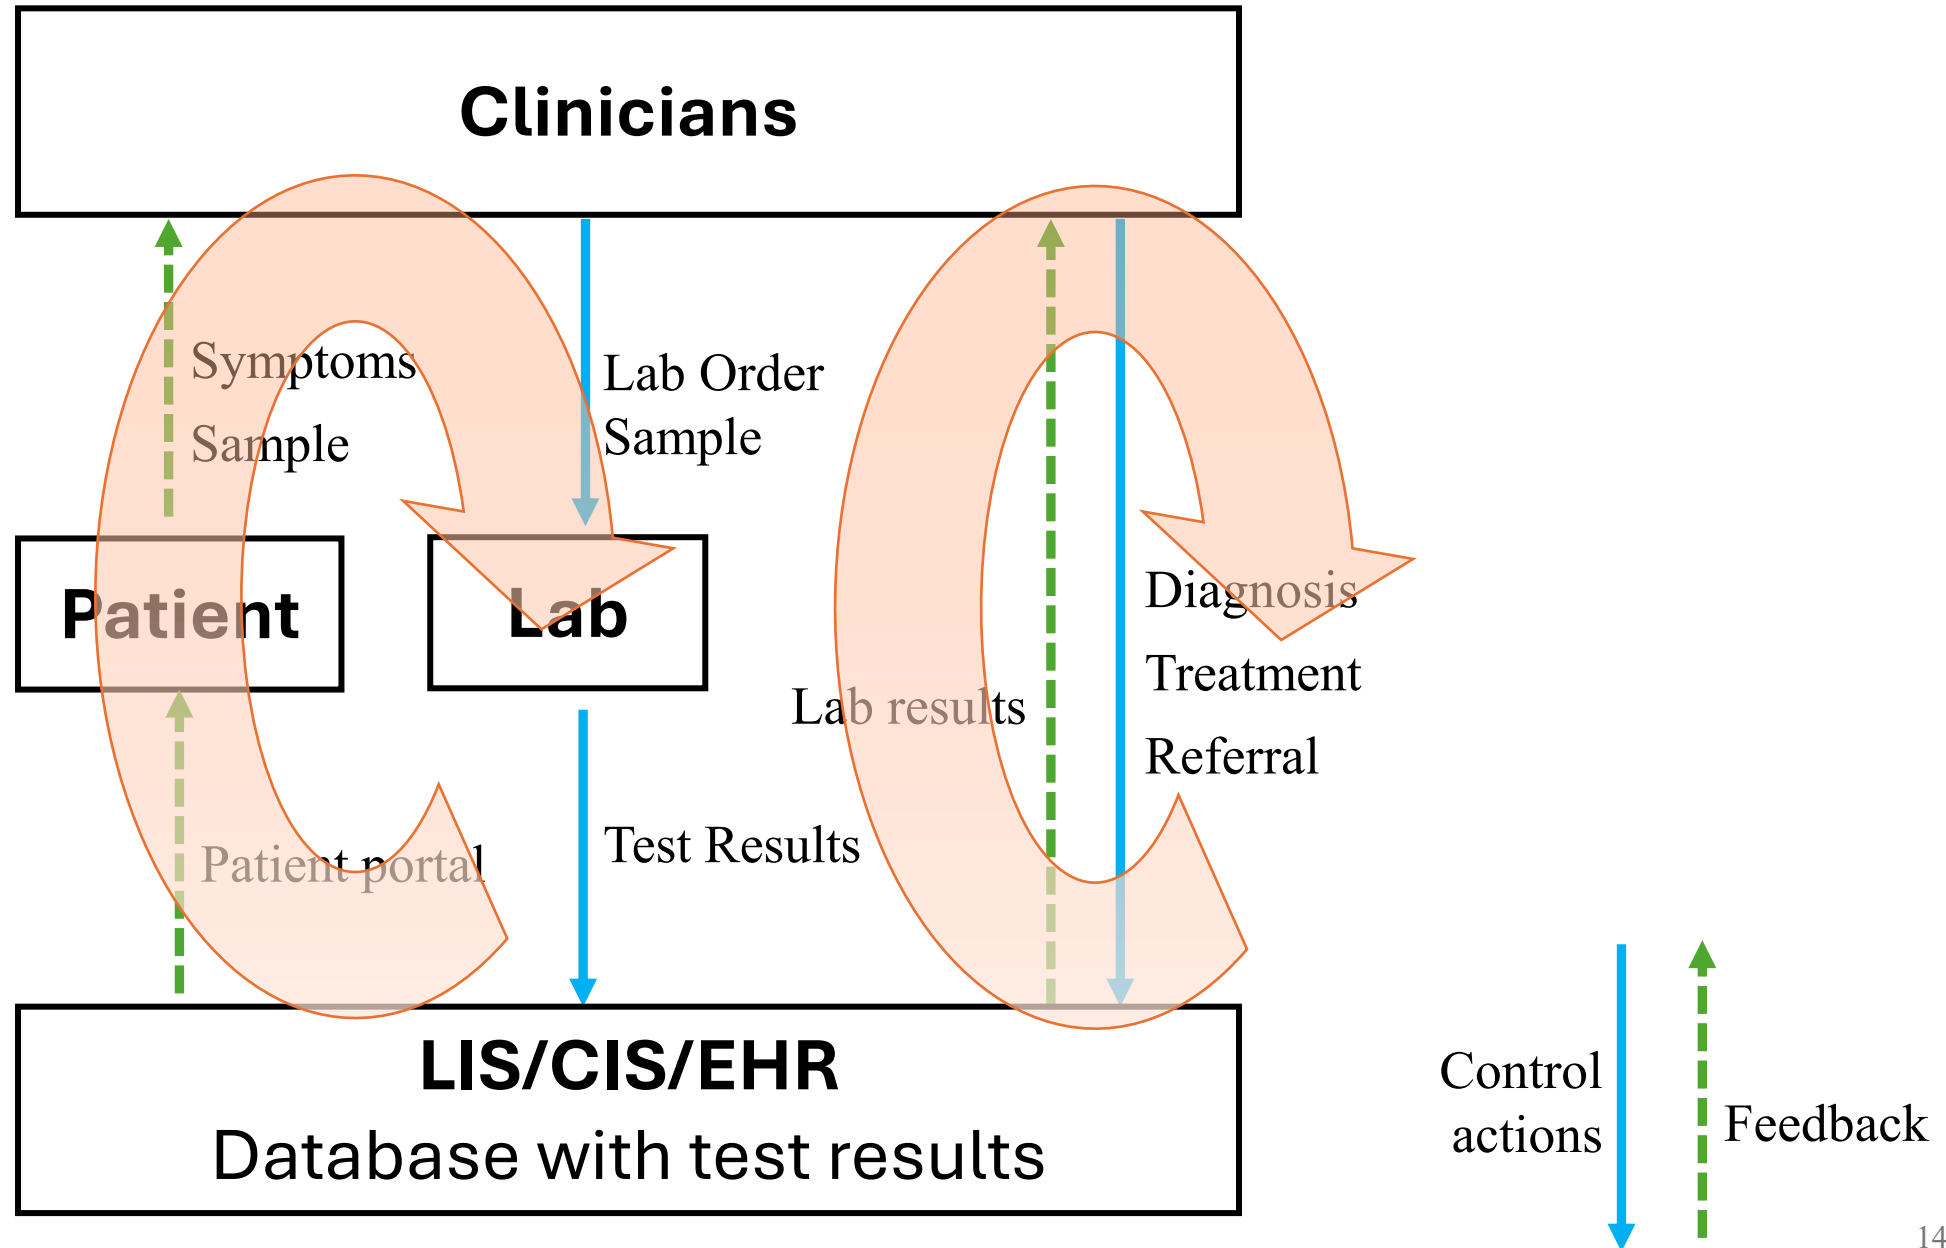 Clinicians
Symptoms
Sample
Lab Order
Sample
Patient
Lab
Diagnosis
Treatment
Referral
Lab results
Patient portal
Test Results
LIS/CIS/EHR
Database with test results
Control
actions
Feedback
14